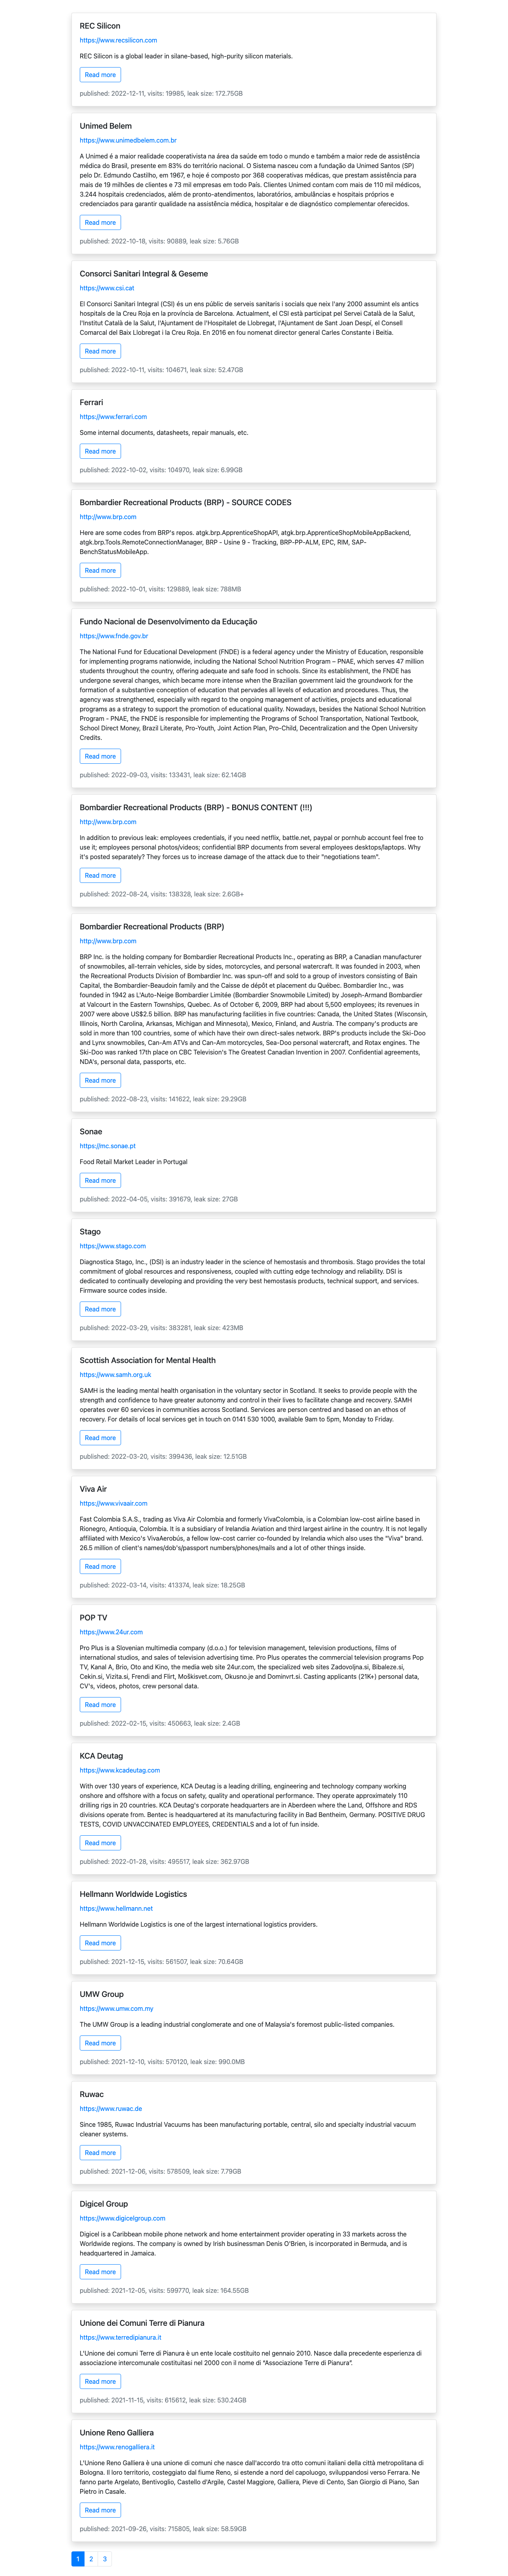 REC Silicon
https://www.recsilicon.com
REC Silicon is a global leader in silane-based, high-purity silicon materials.
Read more
published: 2022-12-11, visits: 19985, leak size: 172.75GB
Unimed Belem
https://www.unimedbelem.com.br
A Unimed é a maior realidade cooperativista na área da saúde em todo o mundo e também a maior rede de assistência
médica do Brasil, presente em 83% do território nacional. O Sistema nasceu com a fundação da Unimed Santos (SP)
pelo Dr. Edmundo Castilho, em 1967, e hoje é composto por 368 cooperativas médicas, que prestam assistência para
mais de 19 milhões de clientes e 73 mil empresas em todo País. Clientes Unimed contam com mais de 110 mil médicos,
3.244 hospitais credenciados, além de pronto-atendimentos, laboratórios, ambulâncias e hospitais próprios e
credenciados para garantir qualidade na assistência médica, hospitalar e de diagnóstico complementar oferecidos.
Read more
published: 2022-10-18, visits: 90889, leak size: 5.76GB
Consorci Sanitari Integral & Geseme
https://www.csi.cat
El Consorci Sanitari Integral (CSI) és un ens públic de serveis sanitaris i socials que neix l'any 2000 assumint els antics
hospitals de la Creu Roja en la província de Barcelona. Actualment, el CSI està participat pel Servei Català de la Salut,
l'Institut Català de la Salut, l'Ajuntament de l'Hospitalet de Llobregat, l'Ajuntament de Sant Joan Despí, el Consell
Comarcal del Baix Llobregat i la Creu Roja. En 2016 en fou nomenat director general Carles Constante i Beitia.
Read more
published: 2022-10-11, visits: 104671, leak size: 52.47GB
Ferrari
https://www.ferrari.com
Some internal documents, datasheets, repair manuals, etc.
Read more
published: 2022-10-02, visits: 104970, leak size: 6.99GB
Bombardier Recreational Products (BRP) - SOURCE CODES
http://www.brp.com
Here are some codes from BRP's repos. atgk.brp.ApprenticeShopAPI, atgk.brp.ApprenticeShopMobileAppBackend,
atgk.brp.Tools.RemoteConnectionManager, BRP - Usine 9 - Tracking, BRP-PP-ALM, EPC, RIM, SAP-
BenchStatusMobileApp.
Read more
published: 2022-10-01, visits: 129889, leak size: 788MB
Fundo Nacional de Desenvolvimento da Educação
https://www.fnde.gov.br
The National Fund for Educational Development (FNDE) is a federal agency under the Ministry of Education, responsible
for implementing programs nationwide, including the National School Nutrition Program – PNAE, which serves 47 million
students throughout the country, offering adequate and safe food in schools. Since its establishment, the FNDE has
undergone several changes, which became more intense when the Brazilian government laid the groundwork for the
formation of a substantive conception of education that pervades all levels of education and procedures. Thus, the
agency was strengthened, especially with regard to the ongoing management of activities, projects and educational
programs as a strategy to support the promotion of educational quality. Nowadays, besides the National School Nutrition
Program - PNAE, the FNDE is responsible for implementing the Programs of School Transportation, National Textbook,
School Direct Money, Brazil Literate, Pro-Youth, Joint Action Plan, Pro-Child, Decentralization and the Open University
Credits.
Read more
published: 2022-09-03, visits: 133431, leak size: 62.14GB
Bombardier Recreational Products (BRP) - BONUS CONTENT (!!!)
http://www.brp.com
In addition to previous leak: employees credentials, if you need netflix, battle.net, paypal or pornhub account feel free to
use it; employees personal photos/videos; confidential BRP documents from several employees desktops/laptops. Why
it's posted separately? They forces us to increase damage of the attack due to their "negotiations team".
Read more
published: 2022-08-24, visits: 138328, leak size: 2.6GB+
Bombardier Recreational Products (BRP)
http://www.brp.com
BRP Inc. is the holding company for Bombardier Recreational Products Inc., operating as BRP, a Canadian manufacturer
of snowmobiles, all-terrain vehicles, side by sides, motorcycles, and personal watercraft. It was founded in 2003, when
the Recreational Products Division of Bombardier Inc. was spun-off and sold to a group of investors consisting of Bain
Capital, the Bombardier-Beaudoin family and the Caisse de dépôt et placement du Québec. Bombardier Inc., was
founded in 1942 as L'Auto-Neige Bombardier Limitée (Bombardier Snowmobile Limited) by Joseph-Armand Bombardier
at Valcourt in the Eastern Townships, Quebec. As of October 6, 2009, BRP had about 5,500 employees; its revenues in
2007 were above US$2.5 billion. BRP has manufacturing facilities in five countries: Canada, the United States (Wisconsin,
Illinois, North Carolina, Arkansas, Michigan and Minnesota), Mexico, Finland, and Austria. The company's products are
sold in more than 100 countries, some of which have their own direct-sales network. BRP's products include the Ski-Doo
and Lynx snowmobiles, Can-Am ATVs and Can-Am motorcycles, Sea-Doo personal watercraft, and Rotax engines. The
Ski-Doo was ranked 17th place on CBC Television's The Greatest Canadian Invention in 2007. Confidential agreements,
NDA's, personal data, passports, etc.
Read more
published: 2022-08-23, visits: 141622, leak size: 29.29GB
Sonae
https://mc.sonae.pt
Food Retail Market Leader in Portugal
Read more
published: 2022-04-05, visits: 391679, leak size: 27GB
Stago
https://www.stago.com
Diagnostica Stago, Inc., (DSI) is an industry leader in the science of hemostasis and thrombosis. Stago provides the total
commitment of global resources and responsiveness, coupled with cutting edge technology and reliability. DSI is
dedicated to continually developing and providing the very best hemostasis products, technical support, and services.
Firmware source codes inside.
Read more
published: 2022-03-29, visits: 383281, leak size: 423MB
Scottish Association for Mental Health
https://www.samh.org.uk
SAMH is the leading mental health organisation in the voluntary sector in Scotland. It seeks to provide people with the
strength and confidence to have greater autonomy and control in their lives to facilitate change and recovery. SAMH
operates over 60 services in communities across Scotland. Services are person centred and based on an ethos of
recovery. For details of local services get in touch on 0141 530 1000, available 9am to 5pm, Monday to Friday.
Read more
published: 2022-03-20, visits: 399436, leak size: 12.51GB
Viva Air
https://www.vivaair.com
Fast Colombia S.A.S., trading as Viva Air Colombia and formerly VivaColombia, is a Colombian low-cost airline based in
Rionegro, Antioquia, Colombia. It is a subsidiary of Irelandia Aviation and third largest airline in the country. It is not legally
affiliated with Mexico's VivaAerobús, a fellow low-cost carrier co-founded by Irelandia which also uses the "Viva" brand.
26.5 million of client's names/dob's/passport numbers/phones/mails and a lot of other things inside.
Read more
published: 2022-03-14, visits: 413374, leak size: 18.25GB
POP TV
https://www.24ur.com
Pro Plus is a Slovenian multimedia company (d.o.o.) for television management, television productions, films of
international studios, and sales of television advertising time. Pro Plus operates the commercial television programs Pop
TV, Kanal A, Brio, Oto and Kino, the media web site 24ur.com, the specialized web sites Zadovoljna.si, Bibaleze.si,
Cekin.si, Vizita.si, Frendi and Flirt, Moškisvet.com, Okusno.je and Dominvrt.si. Casting applicants (21K+) personal data,
CV's, videos, photos, crew personal data.
Read more
published: 2022-02-15, visits: 450663, leak size: 2.4GB
KCA Deutag
https://www.kcadeutag.com
With over 130 years of experience, KCA Deutag is a leading drilling, engineering and technology company working
onshore and offshore with a focus on safety, quality and operational performance. They operate approximately 110
drilling rigs in 20 countries. KCA Deutag's corporate headquarters are in Aberdeen where the Land, Offshore and RDS
divisions operate from. Bentec is headquartered at its manufacturing facility in Bad Bentheim, Germany. POSITIVE DRUG
TESTS, COVID UNVACCINATED EMPLOYEES, CREDENTIALS and a lot of fun inside.
Read more
published: 2022-01-28, visits: 495517, leak size: 362.97GB
Hellmann Worldwide Logistics
https://www.hellmann.net
Hellmann Worldwide Logistics is one of the largest international logistics providers.
Read more
published: 2021-12-15, visits: 561507, leak size: 70.64GB
UMW Group
https://www.umw.com.my
The UMW Group is a leading industrial conglomerate and one of Malaysia's foremost public-listed companies.
Read more
published: 2021-12-10, visits: 570120, leak size: 990.0MB
Ruwac
https://www.ruwac.de
Since 1985, Ruwac Industrial Vacuums has been manufacturing portable, central, silo and specialty industrial vacuum
cleaner systems.
Read more
published: 2021-12-06, visits: 578509, leak size: 7.79GB
Digicel Group
https://www.digicelgroup.com
Digicel is a Caribbean mobile phone network and home entertainment provider operating in 33 markets across the
Worldwide regions. The company is owned by Irish businessman Denis O'Brien, is incorporated in Bermuda, and is
headquartered in Jamaica.
Read more
published: 2021-12-05, visits: 599770, leak size: 164.55GB
Unione dei Comuni Terre di Pianura
https://www.terredipianura.it
L'Unione dei comuni Terre di Pianura è un ente locale costituito nel gennaio 2010. Nasce dalla precedente esperienza di
associazione intercomunale costituitasi nel 2000 con il nome di "Associazione Terre di Pianura".
Read more
published: 2021-11-15, visits: 615612, leak size: 530.24GB
Unione Reno Galliera
https://www.renogalliera.it
L'Unione Reno Galliera è una unione di comuni che nasce dall'accordo tra otto comuni italiani della città metropolitana di
Bologna. Il loro territorio, costeggiato dal fiume Reno, si estende a nord del capoluogo, sviluppandosi verso Ferrara. Ne
fanno parte Argelato, Bentivoglio, Castello d'Argile, Castel Maggiore, Galliera, Pieve di Cento, San Giorgio di Piano, San
Pietro in Casale.
Read more
published: 2021-09-26, visits: 715805, leak size: 58.59GB
1 2 3